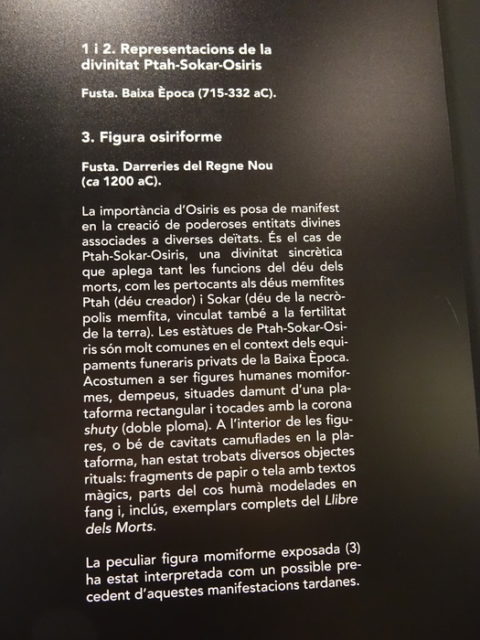 1 i 2. Representacions de la
divinitat Ptah-Sokar-Osiris
Fusta. Baixa Època (715-332 aC).
3. Figura osiriforme
Fusta. Darreries del Regne Nou
(ca 1200 aC).
La importància d'Osiris es posa de manifest
en la creació de poderoses entitats divines
associades a diverses deïtats. És el cas de
Ptah-Sokar-Osiris, una divinitat sincrètica
que aplega tant les funcions del déu dels
morts, com les pertocants als déus memfites
Ptah (déu creador) i Sokar (déu de la necrò-
polis memfita, vinculat també a la fertilitat
de la terra). Les estàtues de Ptah-Sokar-Osi-
ris són molt comunes en el context dels equi-
paments funeraris privats de la Baixa Època.
Acostumen a ser figures humanes momifor-
mes, dempeus, situades damunt d'una pla-
taforma rectangular i tocades amb la corona
shuty (doble ploma). A l'interior de les figu-
res, o bé de cavitats camuflades en la pla-
taforma, han estat trobats diversos objectes
rituals: fragments de papir o tela amb textos
màgics, parts del cos humà modelades en
fang i, inclús, exemplars complets del Llibre
dels Morts.
La peculiar figura momiforme exposada (3)
ha estat interpretada com un possible pre-
cedent d'aquestes manifestacions tardanes.